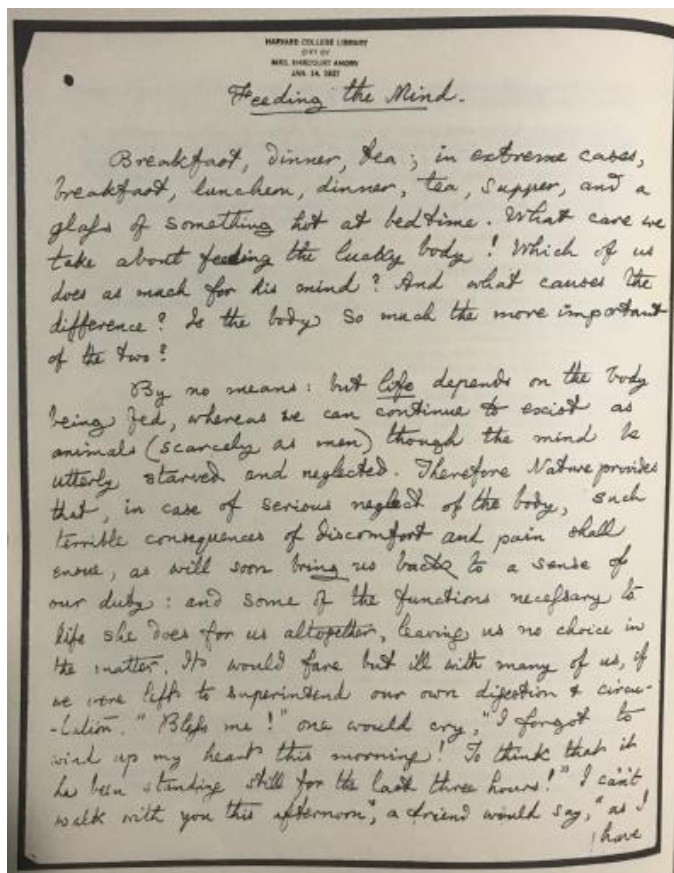 HARVARD COLLEGE LIBRARY
GIFT OF
MRS. HARCOURT AMORY
JAN. 14, 1927
Feeding the Mind.
Breakfast, dinner, tea; in extreme cases,
breakfast, luncheon, dinner, tea, supper, and a
glass of something hot at bedtime. What care we
take about feeding the lucky body! Which of us
does as much for his mind? And what causes the
difference? Is the body so much the more important
of the two?
By no means: but life depends on the body
being fed, whereas we can continue to exist as
animals (scarcely as men) though the mind be
utterly starved and neglected. Therefore Nature provides
that, in case of serious neglect of the body, such
terrible consequences of discomfort and pain shall
ensue, as will soon bring us back to a sense of
our duty: and some of the functions necessary to
life she does for us altogether, leaving us no choice in
the matter. It would fare but ill with many of us, if
we were left to superintend our own digestion & circu-
-lation. "Bless me!" one would cry, "I forgot to
wind up my heart this morning! To think that it
has been standing still for the last three hours!" "I can't
walk with you this afternoon", a friend would say, "as I
have